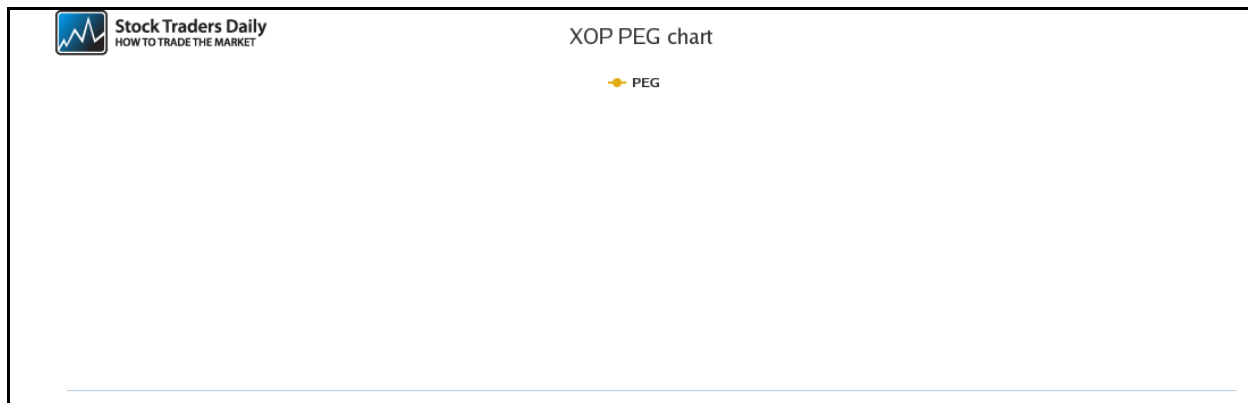 Stock Traders Daily
HOW TO TRADE THE MARKET
XOP PEG chart
PEG